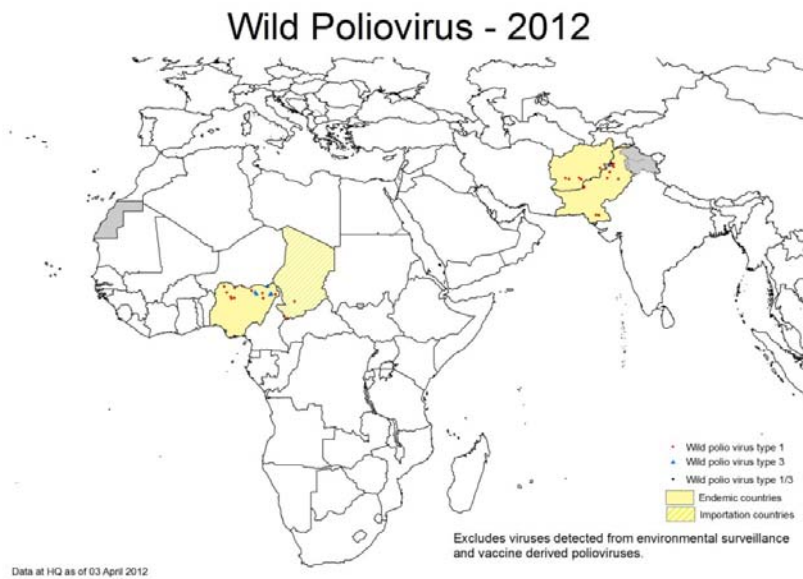 Wild Poliovirus - 2012
Wild polio virus type 1
Wild polio virus type 3
Wild polio virus type 1/3
Endemic countries
Importation countries
Excludes viruses detected from environmental surveillance
and vaccine derived polioviruses.
Data at HQ as of 03 April 2012